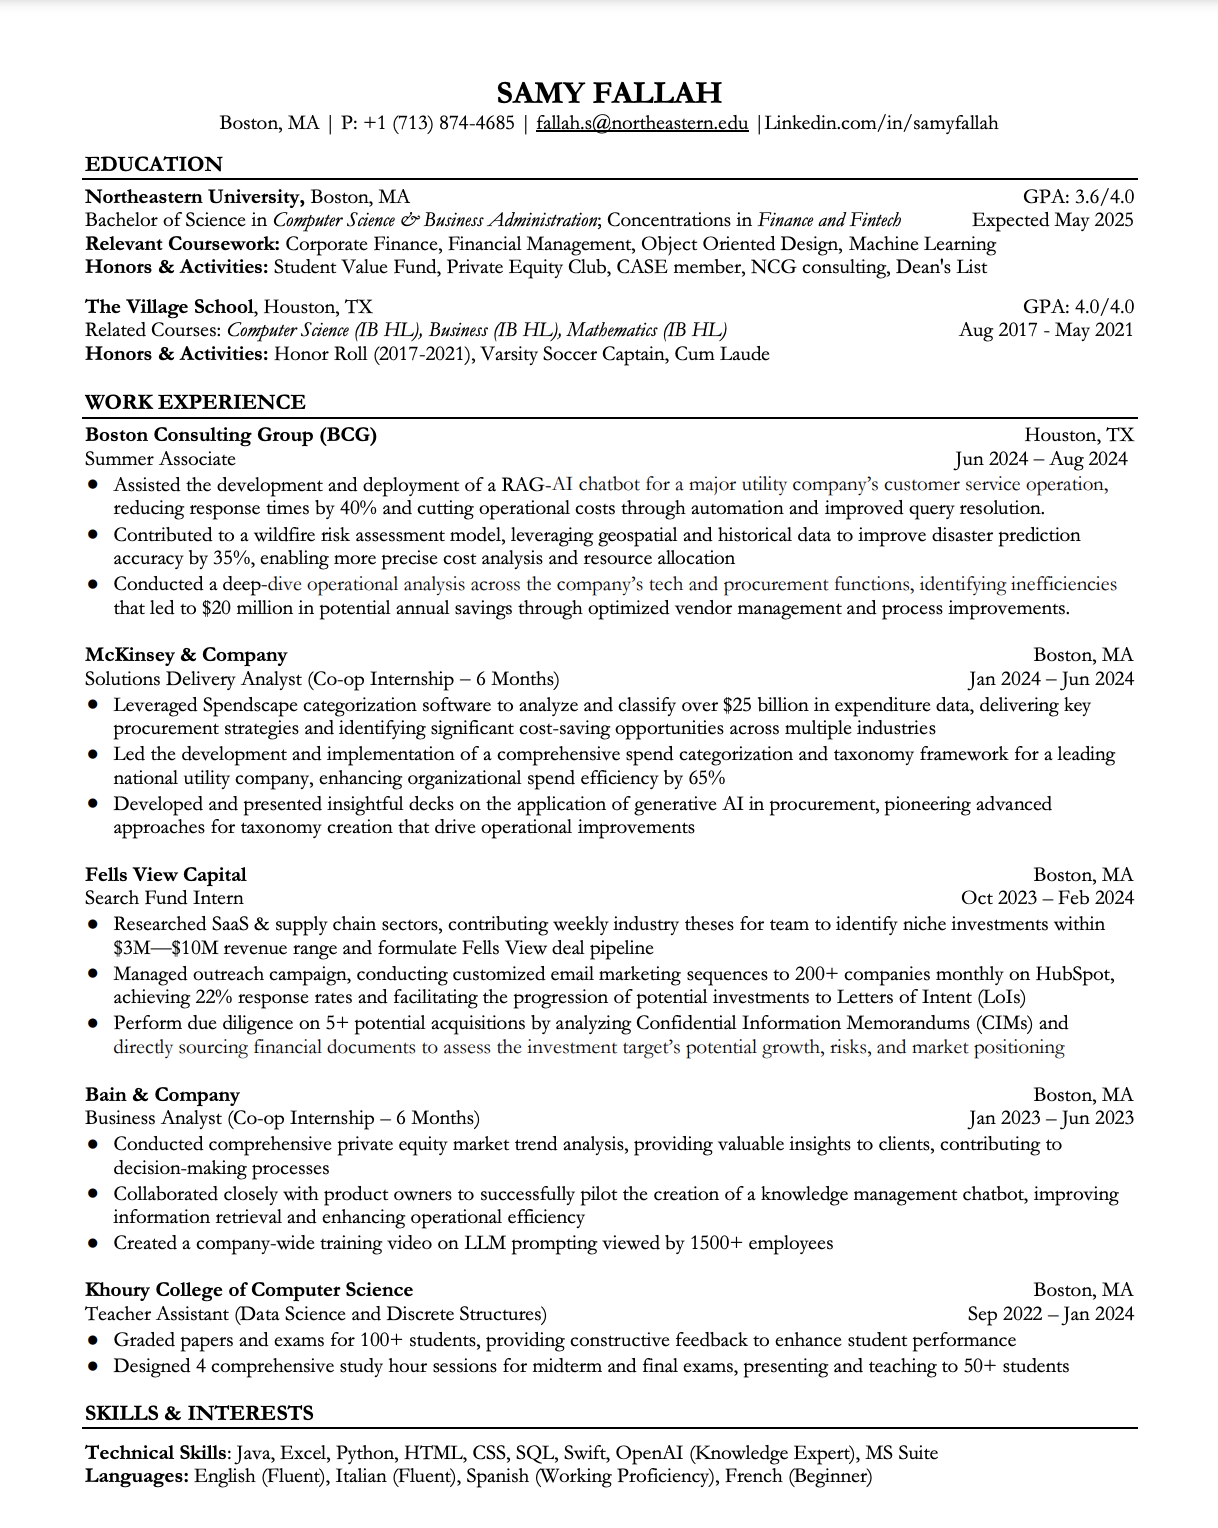 SAMY FALLAH
Boston, MA | P: +1 (713) 874-4685 | fallah.s@northeastern.edu |Linkedin.com/in/samyfallah
EDUCATION
Northeastern University, Boston, MA GPA: 3.6/4.0
Bachelor of Science in Computer Science & Business Administration; Concentrations in Finance and Fintech Expected May 2025
Relevant Coursework: Corporate Finance, Financial Management, Object Oriented Design, Machine Learning
Honors & Activities: Student Value Fund, Private Equity Club, CASE member, NCG consulting, Dean's List
The Village School, Houston, TX GPA: 4.0/4.0
Related Courses: Computer Science (IB HL), Business (IB HL), Mathematics (IB HL) Aug 2017 - May 2021
Honors & Activities: Honor Roll (2017-2021), Varsity Soccer Captain, Cum Laude
WORK EXPERIENCE
Boston Consulting Group (BCG) Houston, TX
Summer Associate Jun 2024 – Aug 2024
● Assisted the development and deployment of a RAG-AI chatbot for a major utility company’s customer service operation,
reducing response times by 40% and cutting operational costs through automation and improved query resolution.
● Contributed to a wildfire risk assessment model, leveraging geospatial and historical data to improve disaster prediction
accuracy by 35%, enabling more precise cost analysis and resource allocation
● Conducted a deep-dive operational analysis across the company’s tech and procurement functions, identifying inefficiencies
that led to $20 million in potential annual savings through optimized vendor management and process improvements.
McKinsey & Company Boston, MA
Solutions Delivery Analyst (Co-op Internship – 6 Months) Jan 2024 – Jun 2024
● Leveraged Spendscape categorization software to analyze and classify over $25 billion in expenditure data, delivering key
procurement strategies and identifying significant cost-saving opportunities across multiple industries
● Led the development and implementation of a comprehensive spend categorization and taxonomy framework for a leading
national utility company, enhancing organizational spend efficiency by 65%
● Developed and presented insightful decks on the application of generative AI in procurement, pioneering advanced
approaches for taxonomy creation that drive operational improvements
Fells View Capital Boston, MA
Search Fund Intern Oct 2023 – Feb 2024
● Researched SaaS & supply chain sectors, contributing weekly industry theses for team to identify niche investments within
$3M—$10M revenue range and formulate Fells View deal pipeline
● Managed outreach campaign, conducting customized email marketing sequences to 200+ companies monthly on HubSpot,
achieving 22% response rates and facilitating the progression of potential investments to Letters of Intent (LoIs)
● Perform due diligence on 5+ potential acquisitions by analyzing Confidential Information Memorandums (CIMs) and
directly sourcing financial documents to assess the investment target’s potential growth, risks, and market positioning
Bain & Company Boston, MA
Business Analyst (Co-op Internship – 6 Months) Jan 2023 – Jun 2023
● Conducted comprehensive private equity market trend analysis, providing valuable insights to clients, contributing to
decision-making processes
● Collaborated closely with product owners to successfully pilot the creation of a knowledge management chatbot, improving
information retrieval and enhancing operational efficiency
● Created a company-wide training video on LLM prompting viewed by 1500+ employees
Khoury College of Computer Science Boston, MA
Teacher Assistant (Data Science and Discrete Structures) Sep 2022 – Jan 2024
● Graded papers and exams for 100+ students, providing constructive feedback to enhance student performance
● Designed 4 comprehensive study hour sessions for midterm and final exams, presenting and teaching to 50+ students
SKILLS & INTERESTS
Technical Skills: Java, Excel, Python, HTML, CSS, SQL, Swift, OpenAI (Knowledge Expert), MS Suite
Languages: English (Fluent), Italian (Fluent), Spanish (Working Proficiency), French (Beginner)